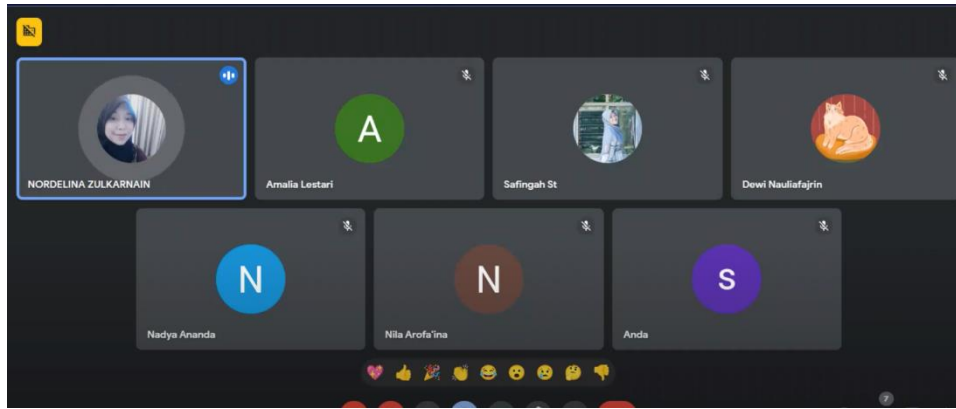 A
N
N
S
NORDELINA ZULKARNAIN
Amalia Lestari
Safingah St
Dewi Nauliafajrin
Nadya Ananda
Nila Arofa'ina
Anda
7